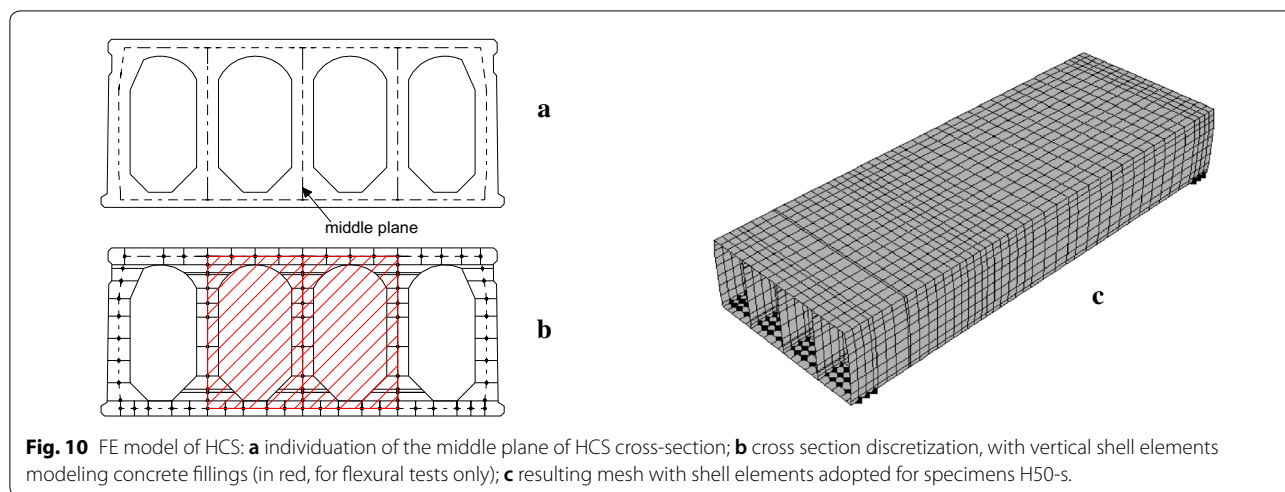 a
middle plane
b
c
Fig. 10 FE model of HCS: a individuation of the middle plane of HCS cross-section; b cross section discretization, with vertical shell elements
modeling concrete fillings (in red, for flexural tests only); c resulting mesh with shell elements adopted for specimens H50-s.